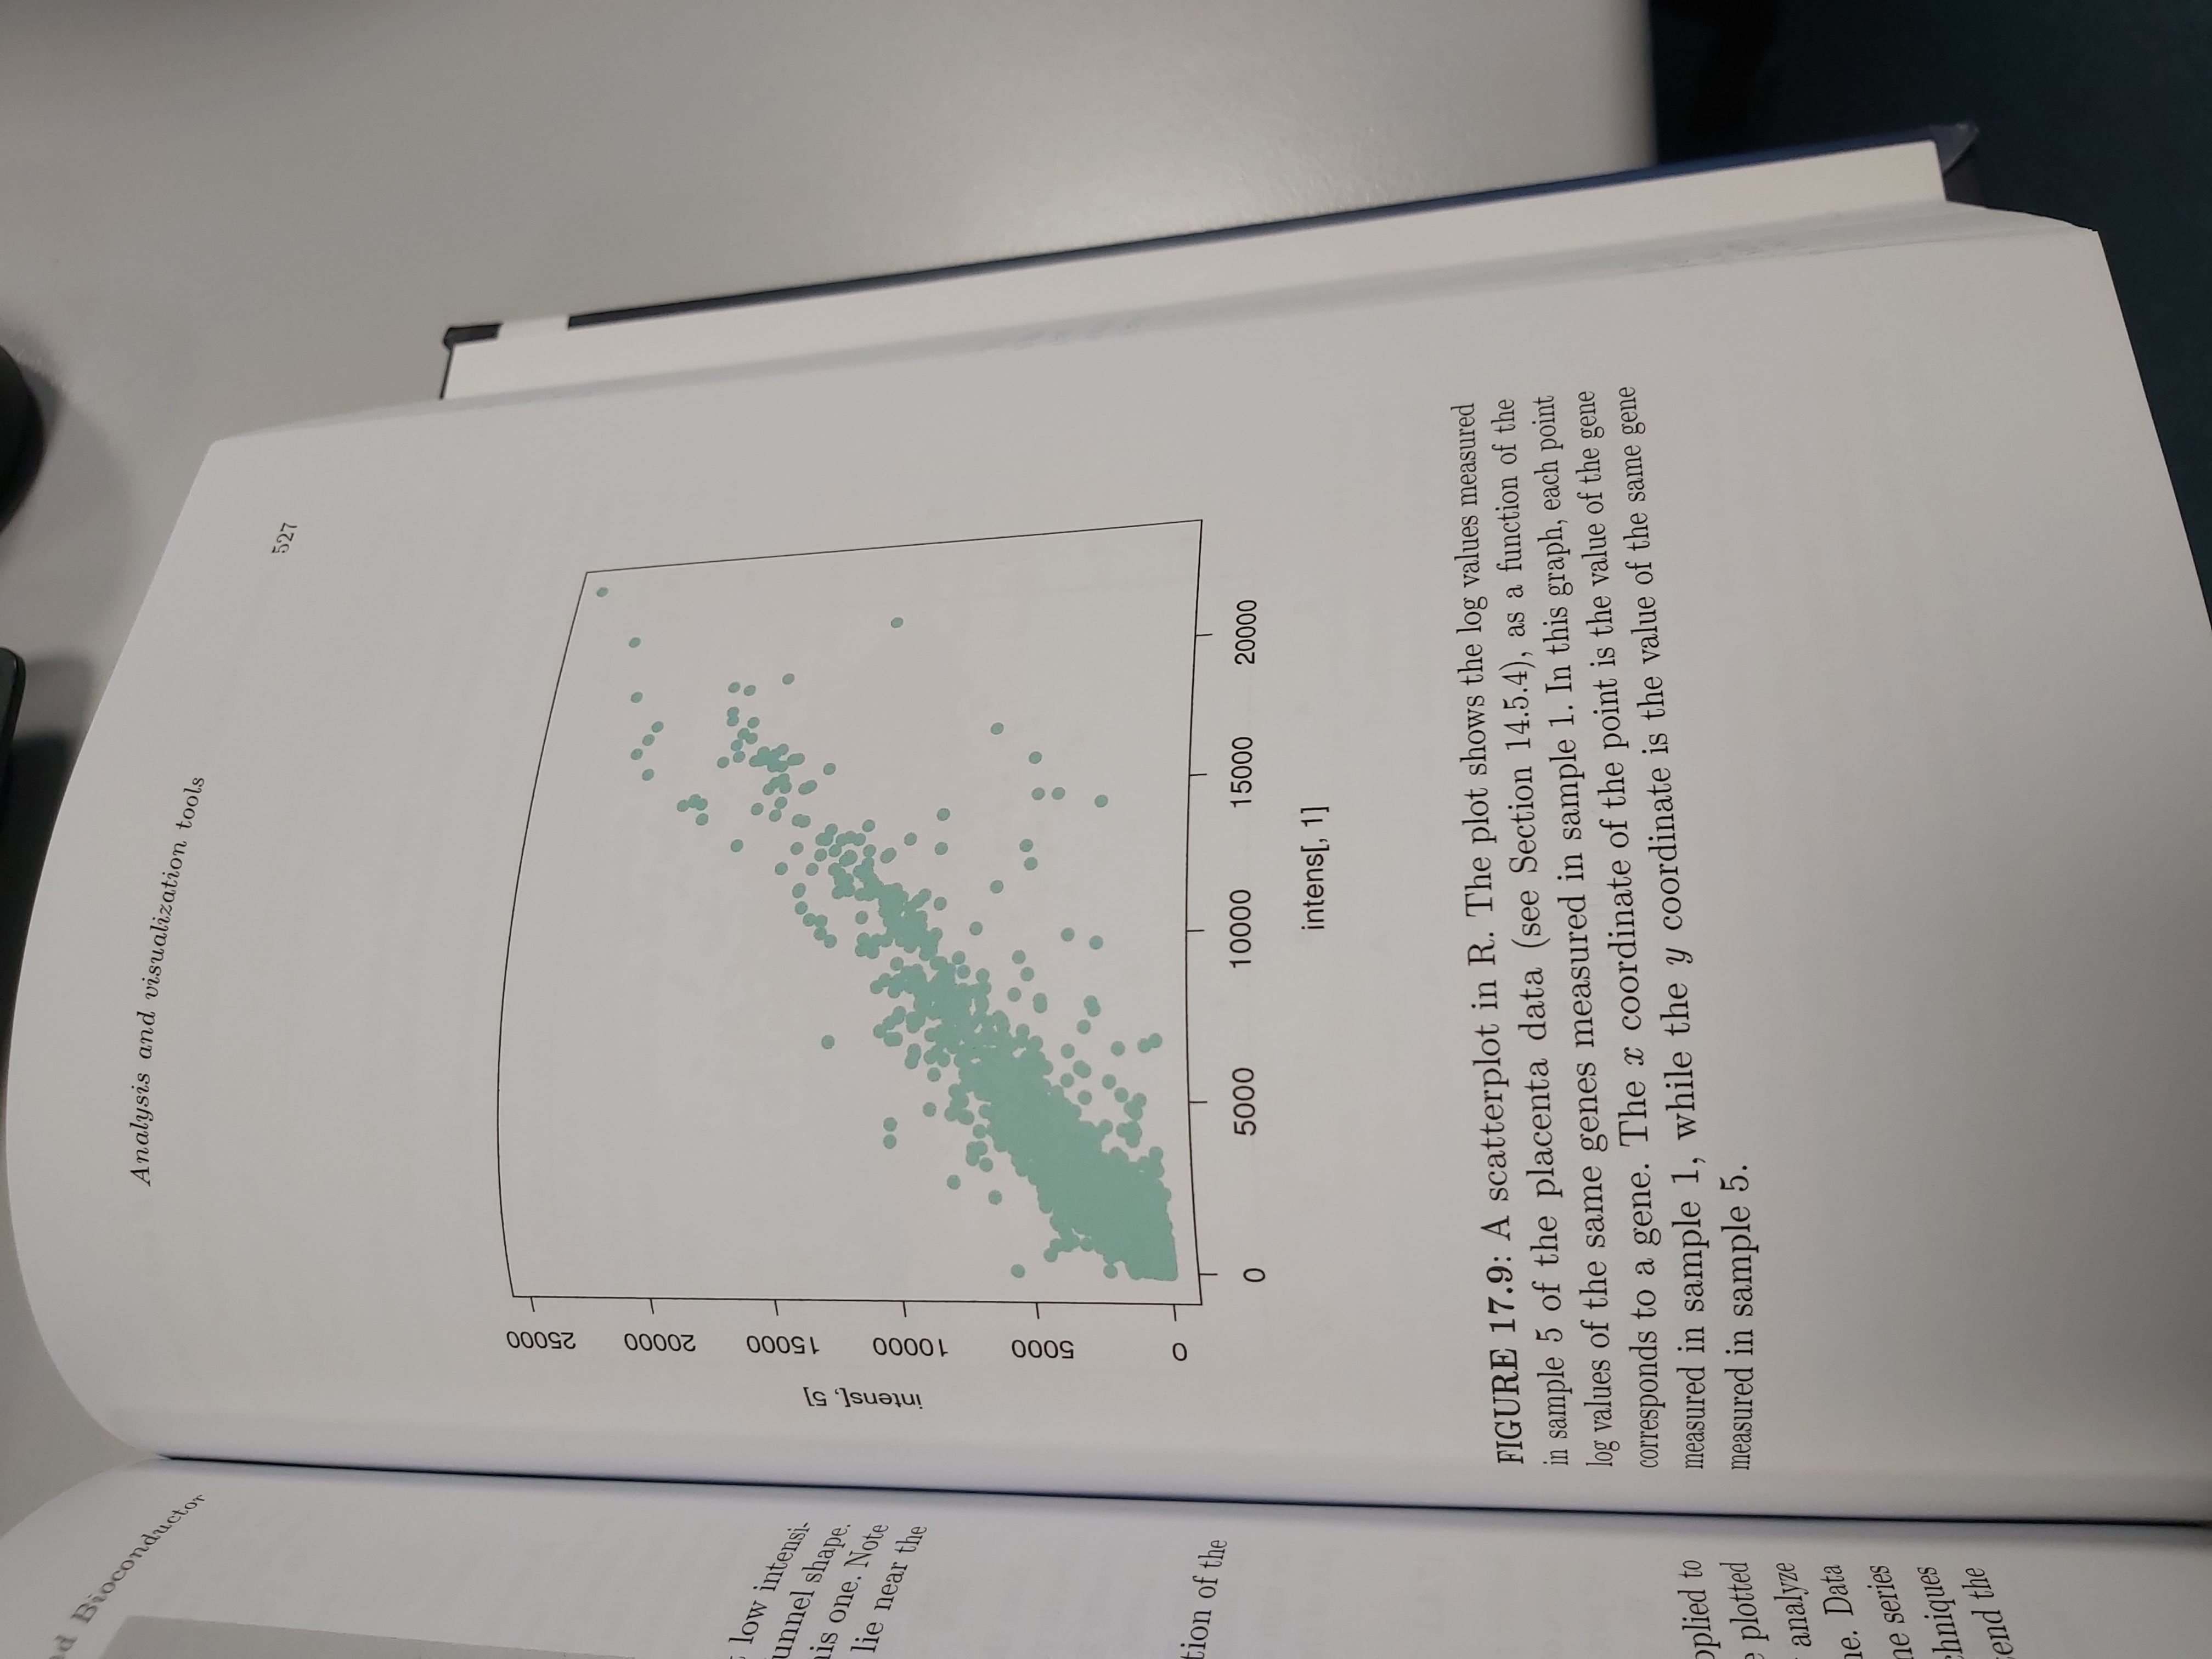 Bioconductor
low intensi-
unnel shape.
is one. Note
lie near the
tion of the
pplied to
plotted
analyze
Data
series
chniques
the
Analysis and visualization tools
527
25000
20000
15000
10000
5000
0
intens[, 5]
0 5000 10000 15000 20000
intens[, 1]
FIGURE 17.9: A scatterplot in R. The plot shows the log values measured
in sample 5 of the placenta data (see Section 14.5.4), as a function of the
log values of the same genes measured in sample 1. In this graph, each point
corresponds to a gene. The x coordinate of the point is the value of the gene
measured in sample 1, while the y coordinate is the value of the same gene
measured in sample 5.